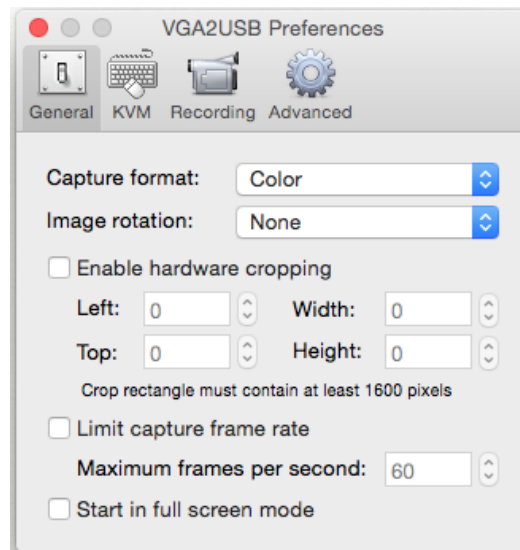 VGA2USB Preferences
General KVM Recording Advanced
Capture format: Color
Image rotation: None
Enable hardware cropping
Left: 0 Width: 0
Top: 0 Height: 0
Crop rectangle must contain at least 1600 pixels
Limit capture frame rate
Maximum frames per second: 60
Start in full screen mode